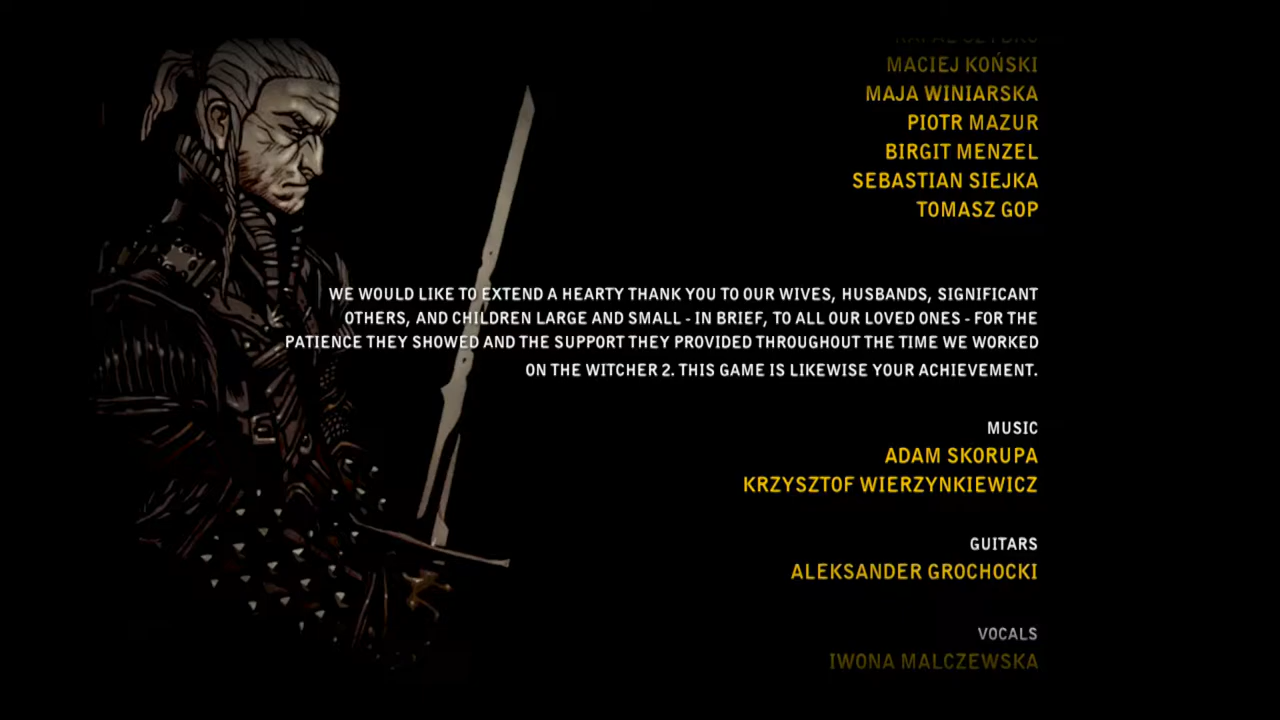 MACIEJ KOŃSKI
MAJA WINIARSKA
PIOTR MAZUR
BIRGIT MENZEL
SEBASTIAN SIEJKA
TOMASZ GOP
WE WOULD LIKE TO EXTEND A HEARTY THANK YOU TO OUR WIVES, HUSBANDS, SIGNIFICANT
OTHERS, AND CHILDREN LARGE AND SMALL - IN BRIEF, TO ALL OUR LOVED ONES - FOR THE
PATIENCE THEY SHOWED AND THE SUPPORT THEY PROVIDED THROUGHOUT THE TIME WE WORKED
ON THE WITCHER 2. THIS GAME IS LIKEWISE YOUR ACHIEVEMENT.
MUSIC
ADAM SKORUPA
KRZYSZTOF WIERZYNKIEWICZ
GUITARS
ALEKSANDER GROCHOCKI
VOCALS
IWONA MALCZEWSKA